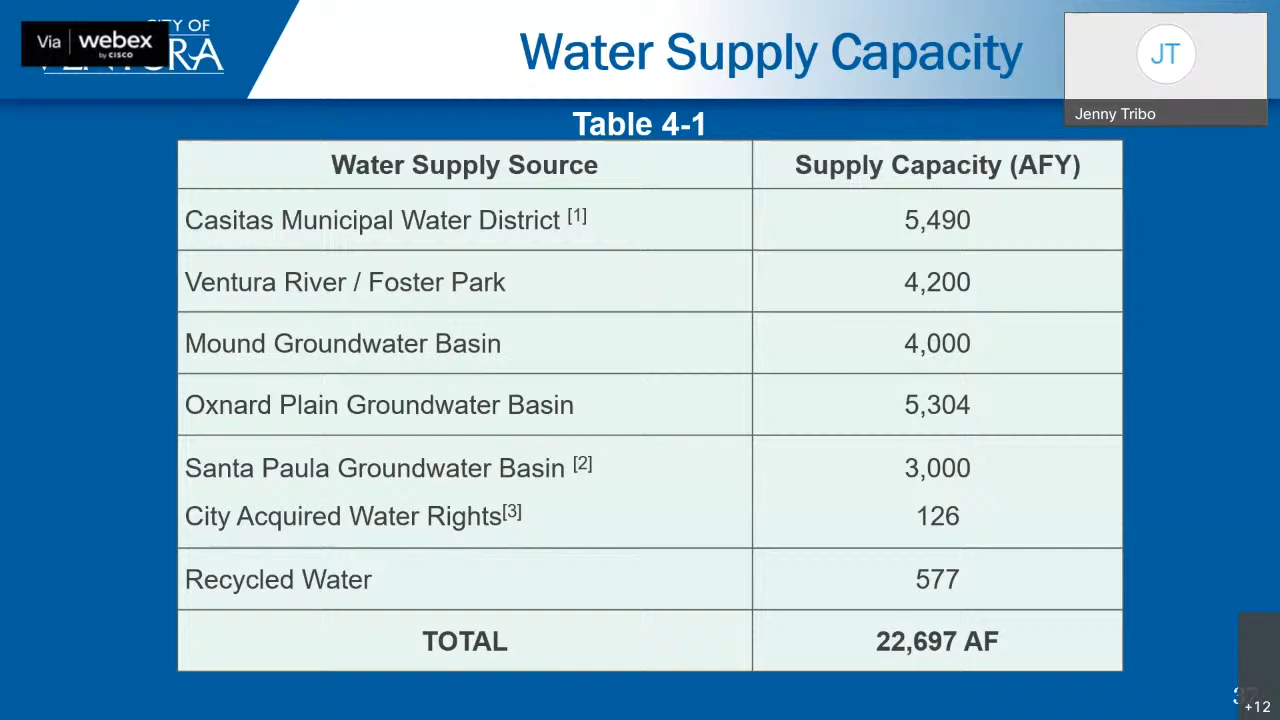 Via webex
by CISCO
CITY OF
VENTURA
Water Supply Capacity
JT
Jenny Tribo
Table 4-1
Water Supply Source Supply Capacity (AFY)
Casitas Municipal Water District [1] 5,490
Ventura River / Foster Park 4,200
Mound Groundwater Basin 4,000
Oxnard Plain Groundwater Basin 5,304
Santa Paula Groundwater Basin [2] 3,000
City Acquired Water Rights[3] 126
Recycled Water 577
TOTAL 22,697 AF
+12